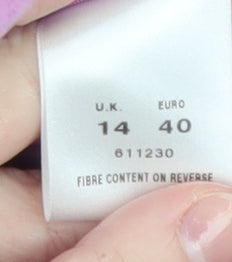 U.K. EURO
14 40
611230
FIBRE CONTENT ON REVERSE